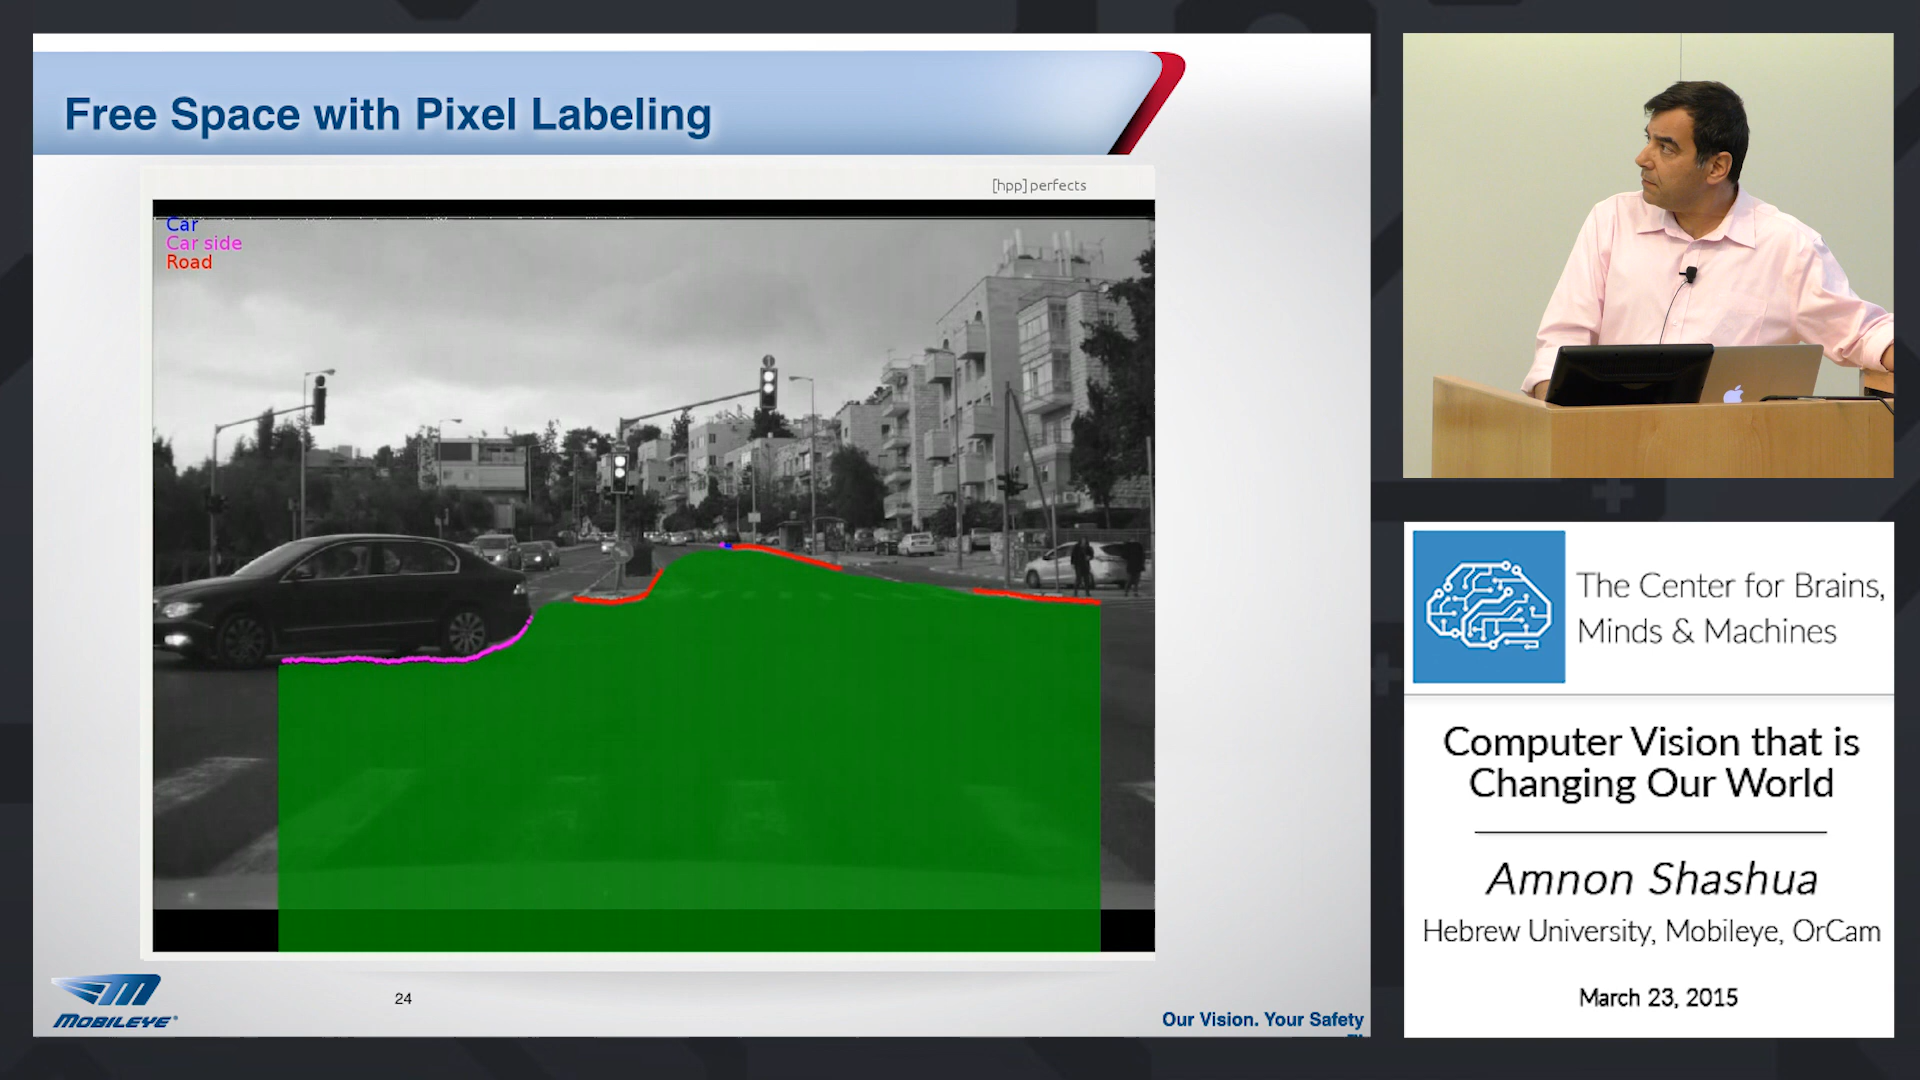 Free Space with Pixel Labeling
[hpp] perfects
Car
Car side
Road
MOBILEYE
24
Our Vision. Your Safety
The Center for Brains,
Minds & Machines
Computer Vision that is
Changing Our World
Amnon Shashua
Hebrew University, Mobileye, OrCam
March 23, 2015